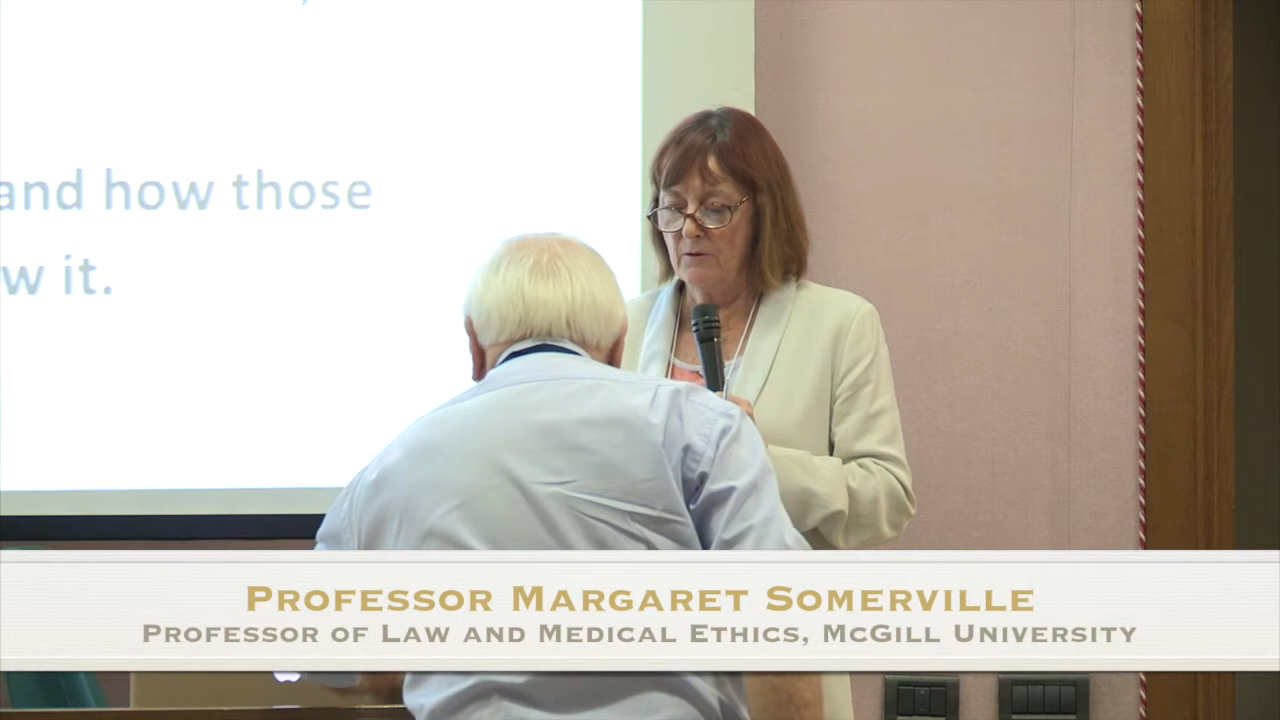 and how those
w it.
PROFESSOR MARGARET SOMERVILLE
PROFESSOR OF LAW AND MEDICAL ETHICS, MCGILL UNIVERSITY